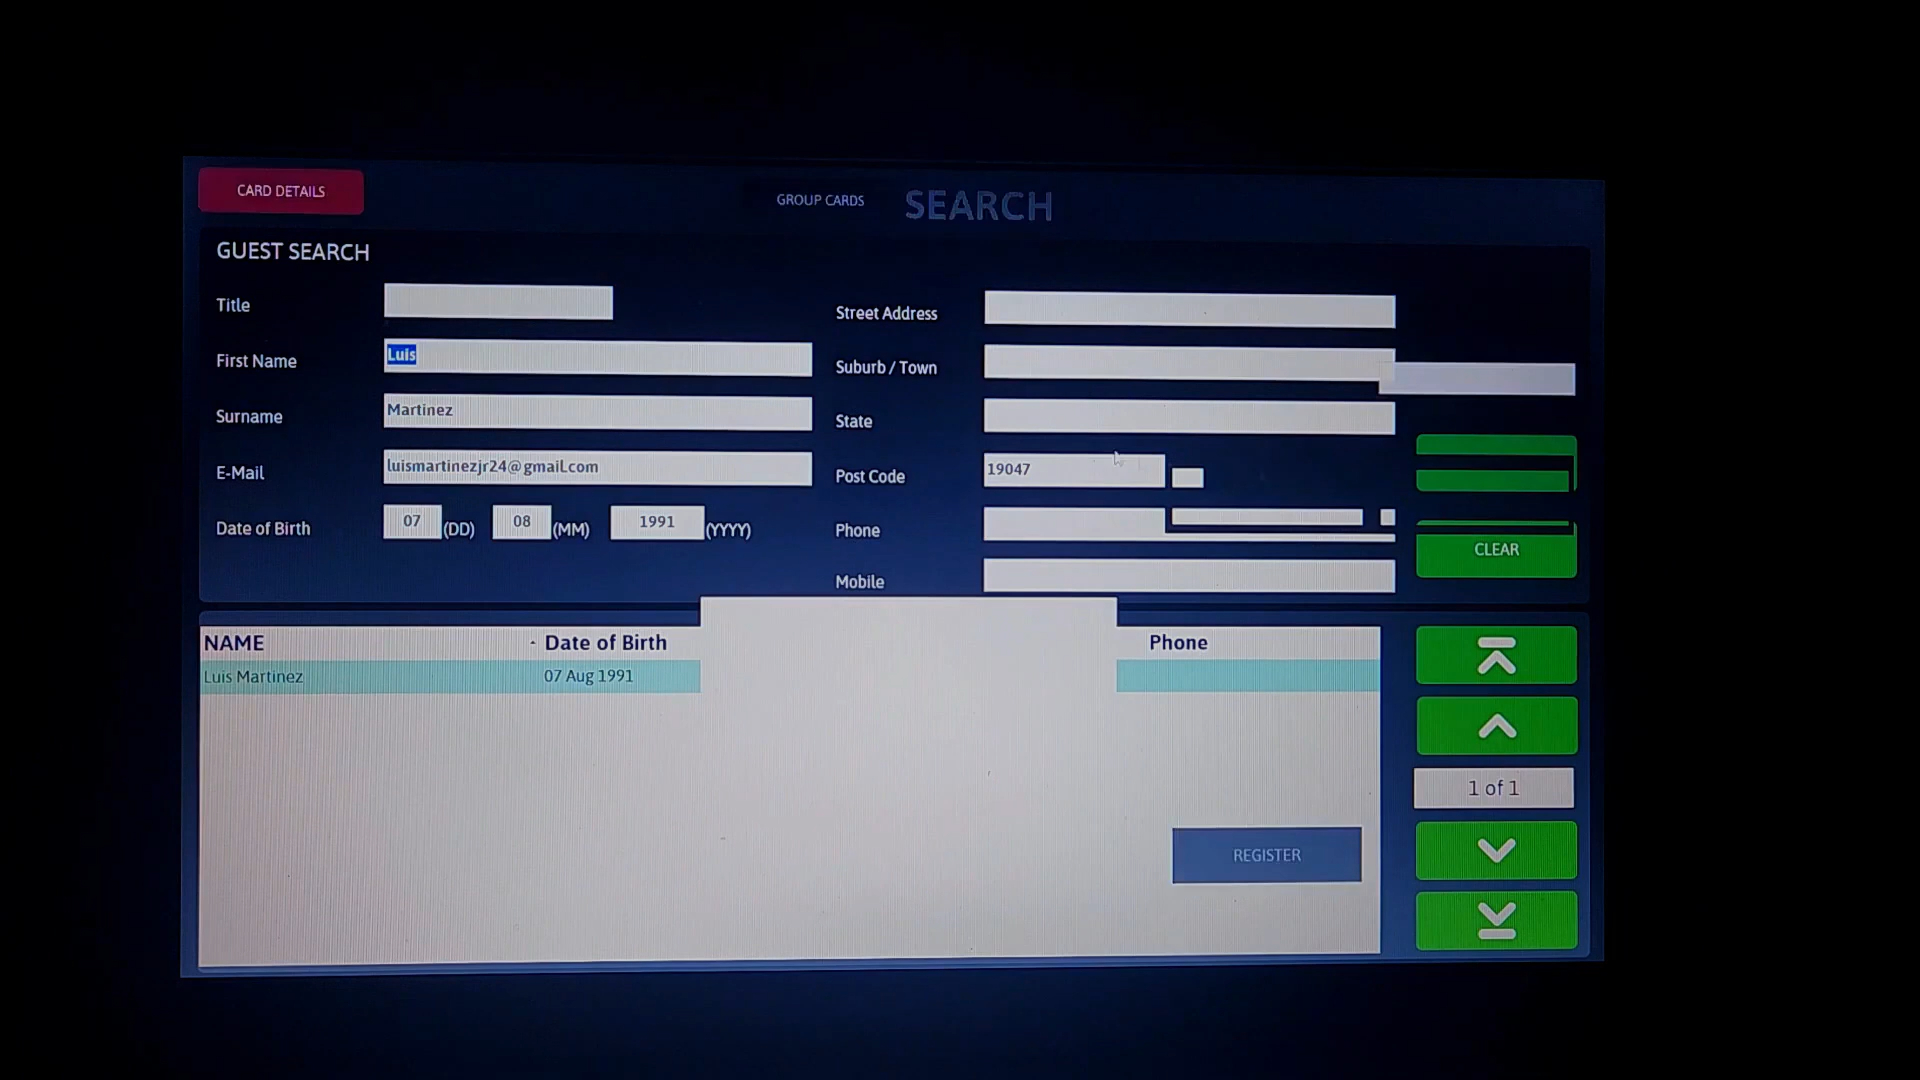 CARD DETAILS
GROUP CARDS
SEARCH
GUEST SEARCH
Title
First Name Luis
Surname Martinez
E-Mail luismartinezjr24@gmail.com
Date of Birth 07 (DD) 08 (MM) 1991 (YYYY)
Street Address
Suburb / Town
State
Post Code 19047
Phone
Mobile
CLEAR
NAME Date of Birth Phone
Luis Martinez 07 Aug 1991
1 of 1
REGISTER